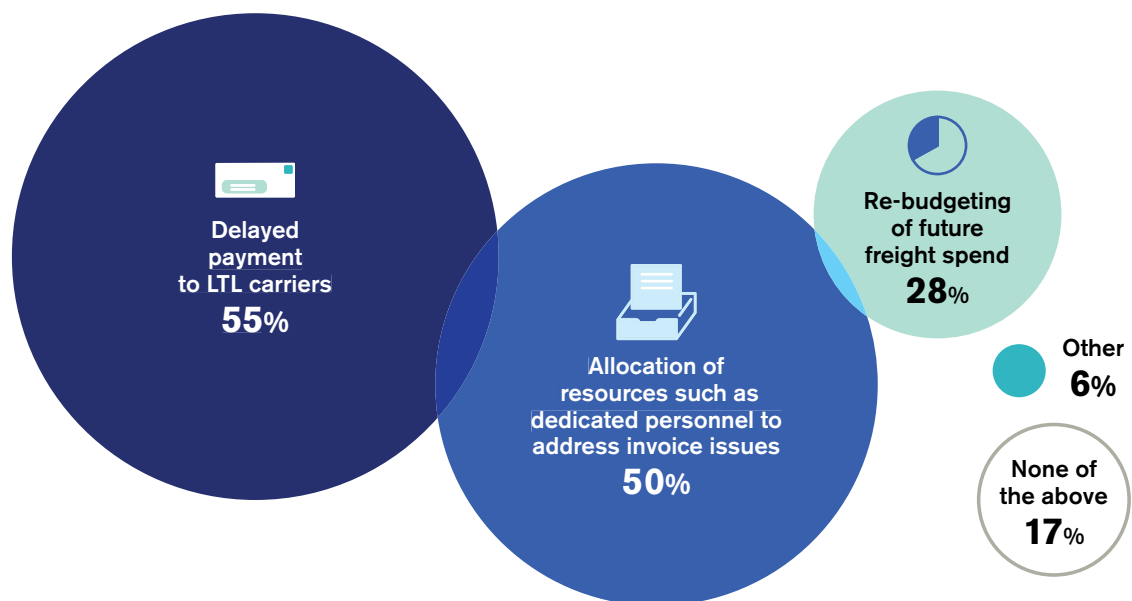 Delayed
payment
to LTL carriers
55%
Allocation of
resources such as
dedicated personnel to
address invoice issues
50%
Re-budgeting
of future
freight spend
28%
Other
6%
None of
the above
17%